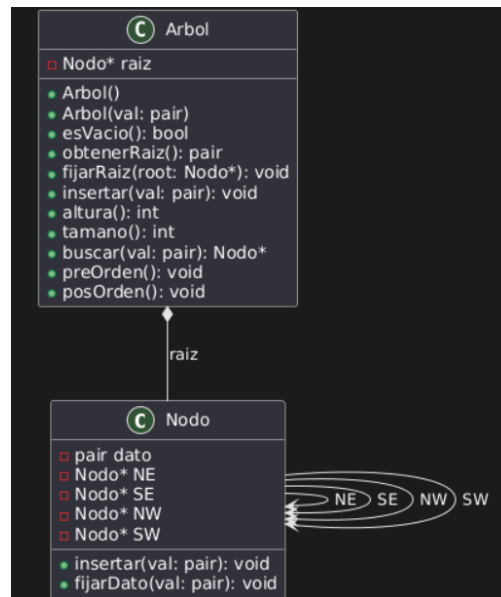 C Arbol
Nodo* raiz
Arbol()
Arbol(val: pair)
esVacio(): bool
obtenerRaiz(): pair
fijarRaiz(root: Nodo*): void
insertar(val: pair): void
altura(): int
tamano(): int
buscar(val: pair): Nodo*
preOrden(): void
posOrden(): void
raiz
C Nodo
pair dato
Nodo* NE
Nodo* SE
Nodo* NW
Nodo* SW
NE SE NW SW
insertar(val: pair): void
fijarDato(val: pair): void